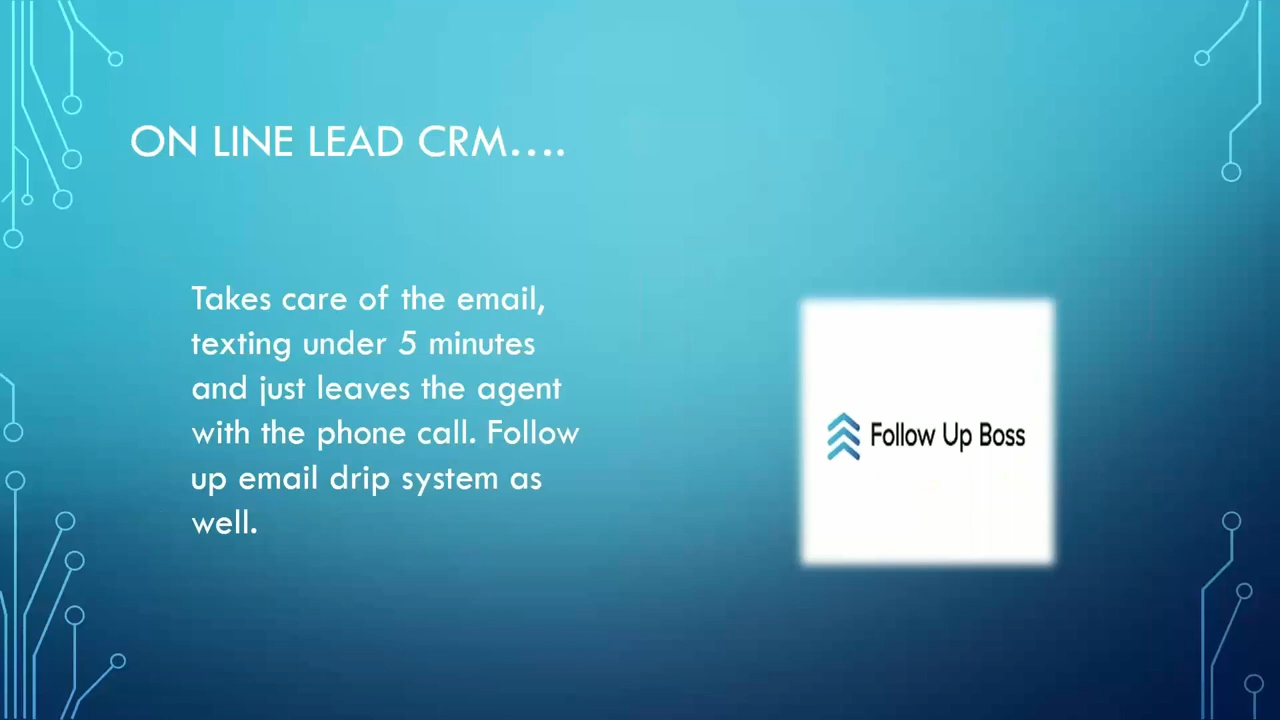 ON LINE LEAD CRM....
Takes care of the email,
texting under 5 minutes
and just leaves the agent
with the phone call. Follow
up email drip system as
well.
Follow Up Boss